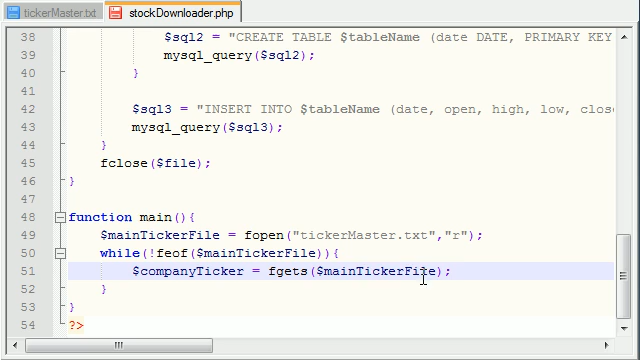 tickerMaster.txt stockDownloader.php
38 $sql2 = "CREATE TABLE $tableName (date DATE, PRIMARY KEY
39 mysql_query($sql2);
40 }
41
42 $sql3 = "INSERT INTO $tableName (date, open, high, low, clos
43 mysql_query($sql3);
44 }
45 fclose($file);
46 }
47
48 function main(){
49 $mainTickerFile = fopen("tickerMaster.txt","r");
50 while(!feof($mainTickerFile)){
51 $companyTicker = fgets($mainTickerFile);
52 }
53 }
54 ?>